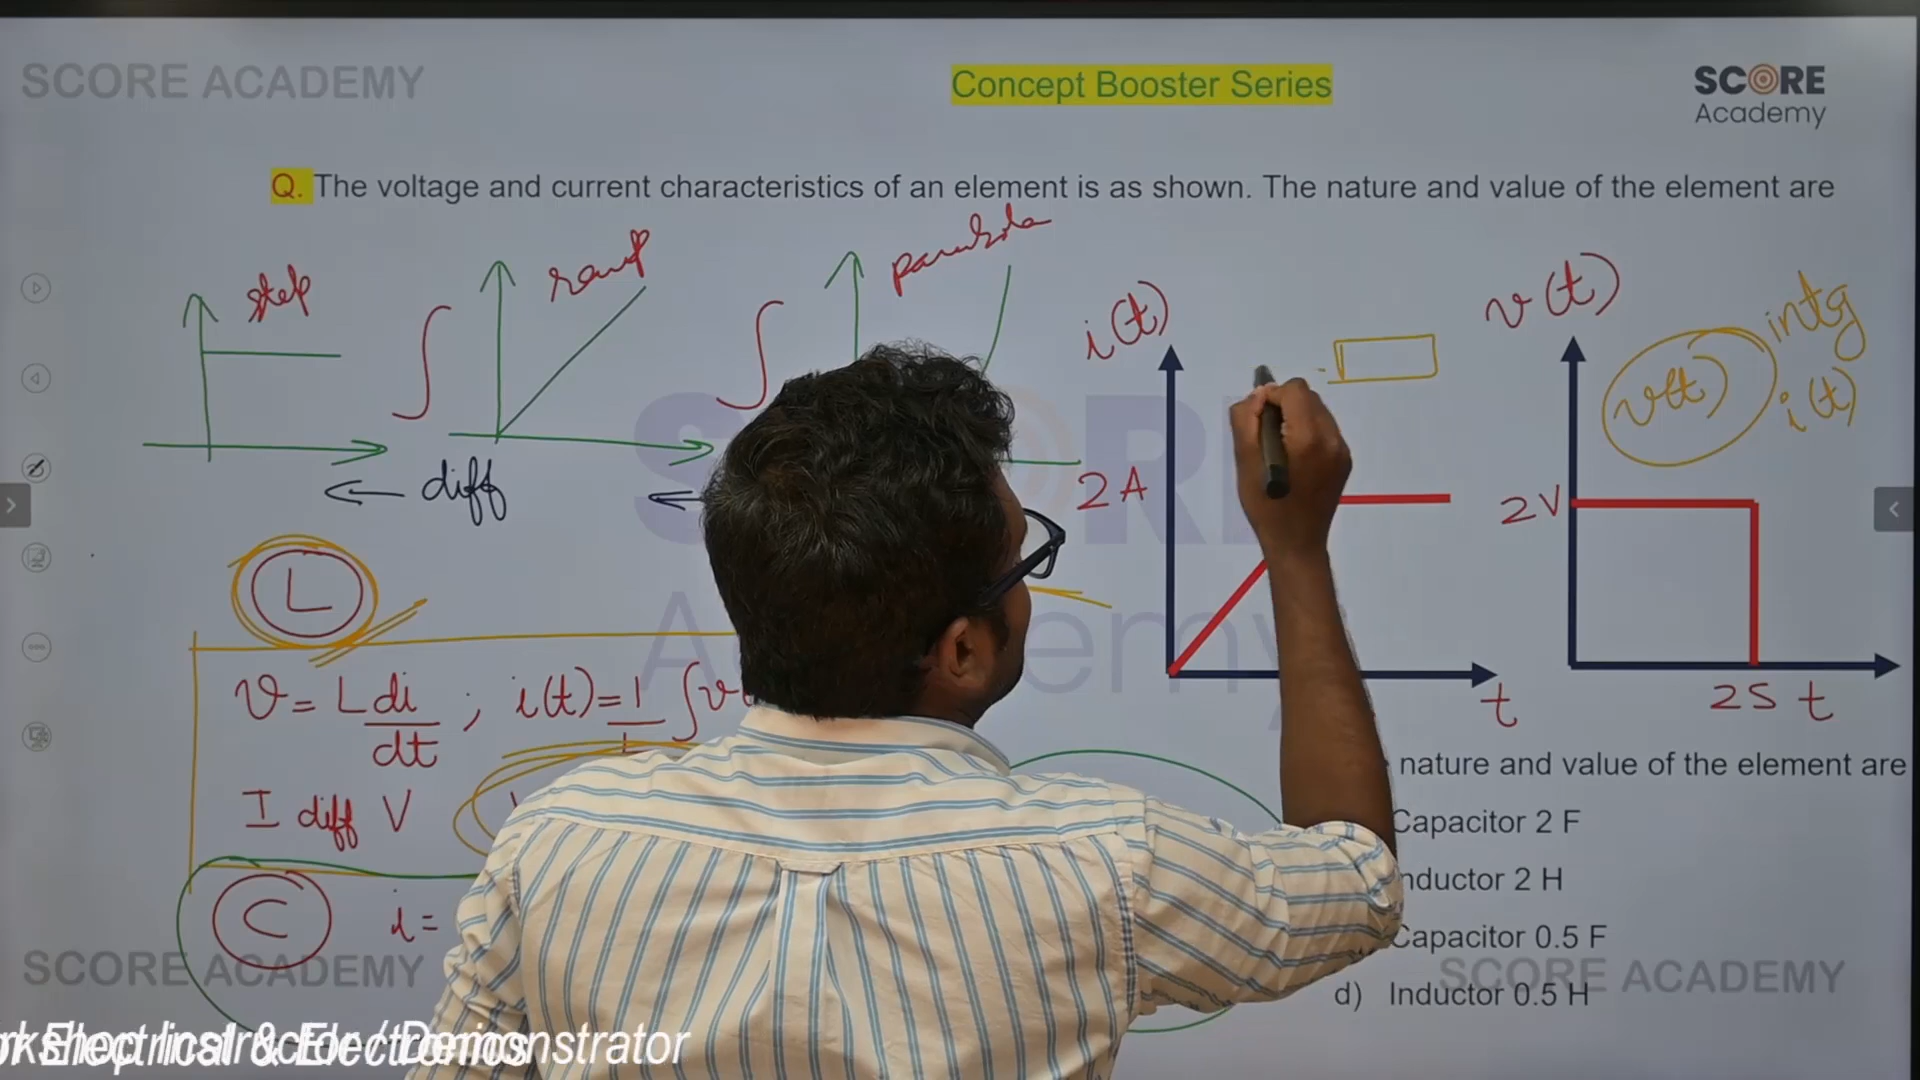 SCORE ACADEMY
Concept Booster Series
SCORE
Academy
Q. The voltage and current characteristics of an element is as shown. The nature and value of the element are
step
ramp
parabola
i(t)
v(t)
v(t)
intg
i(t)
← diff
2A
2V
t
2S t
L
V = L di/dt ; i(t) = 1/L ∫v
I diff V
C
i =
nature and value of the element are
Capacitor 2 F
nductor 2 H
Capacitor 0.5 F
d) Inductor 0.5 H
SCORE ACADEMY
SCORE ACADEMY